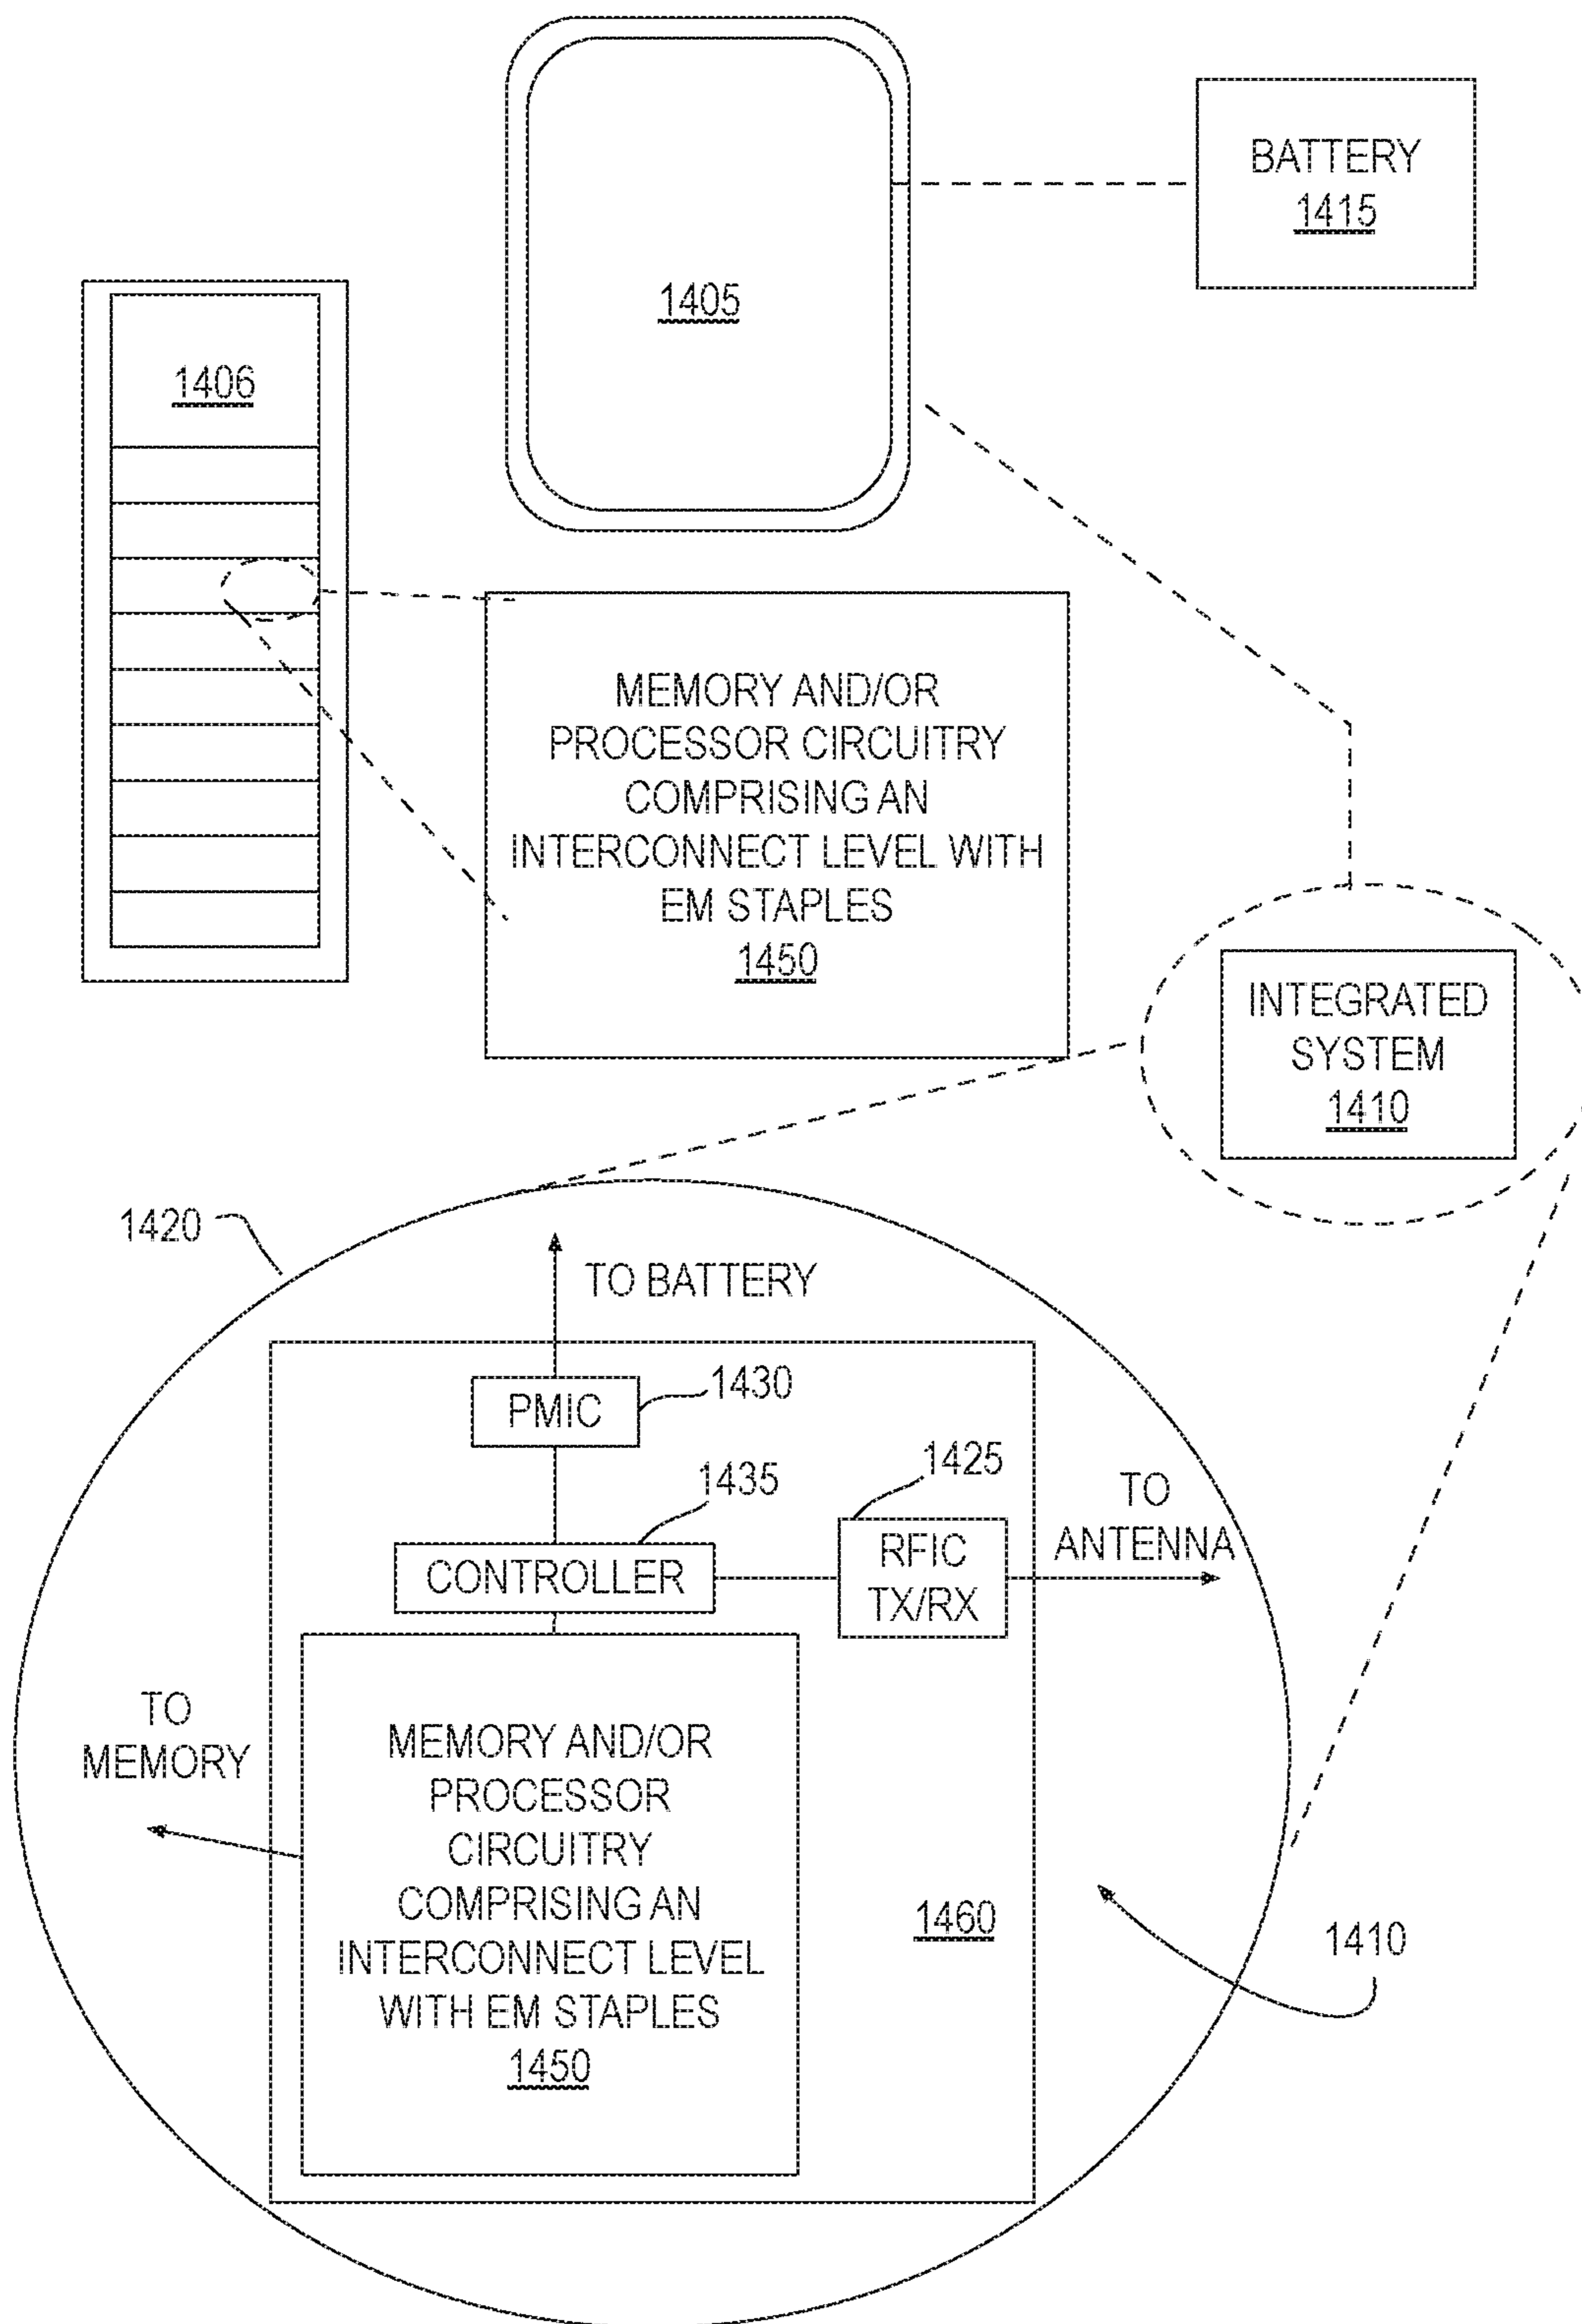 BATTERY
1415
1405
1406
MEMORY AND/OR
PROCESSOR CIRCUITRY
COMPRISING AN
INTERCONNECT LEVEL WITH
EM STAPLES
1450
INTEGRATED
SYSTEM
1410
1420
TO BATTERY
PMIC
1430
1435
1425
TO
ANTENNA
CONTROLLER
RFIC
TX/RX
TO
MEMORY
MEMORY AND/OR
PROCESSOR
CIRCUITRY
COMPRISING AN
INTERCONNECT LEVEL
WITH EM STAPLES
1450
1460
1410